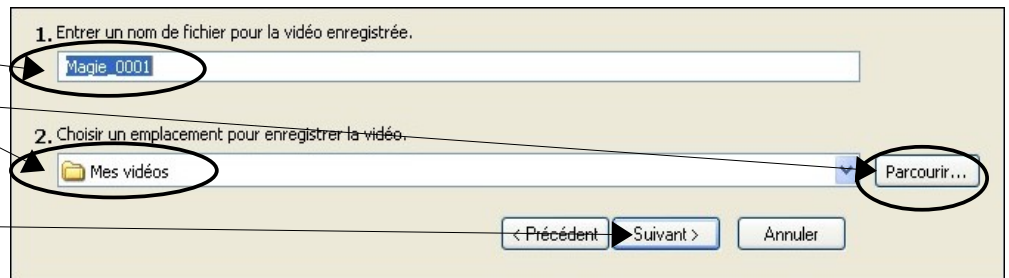 1. Entrer un nom de fichier pour la vidéo enregistrée.
Magie_0001
2. Choisir un emplacement pour enregistrer la vidéo.
Mes vidéos
Parcourir...
< Précédent Suivant > Annuler